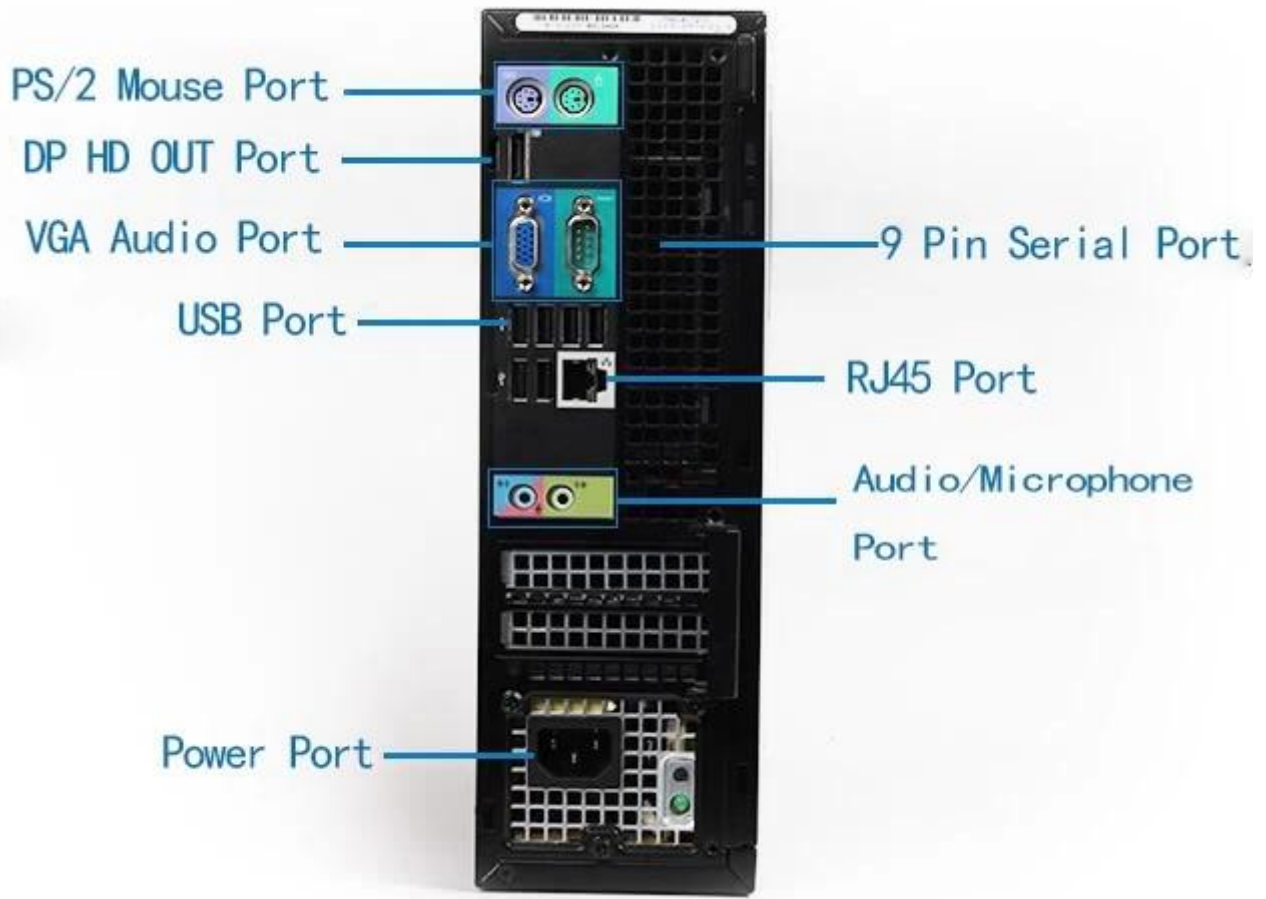 PS/2 Mouse Port
DP HD OUT Port
VGA Audio Port
9 Pin Serial Port
USB Port
RJ45 Port
Audio/Microphone
Port
Power Port